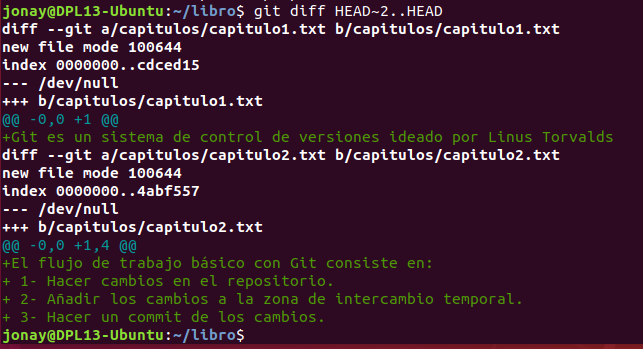 jonay@DPL13-Ubuntu:~/libro$ git diff HEAD~2..HEAD
diff --git a/capitulos/capitulo1.txt b/capitulos/capitulo1.txt
new file mode 100644
index 0000000..cdced15
--- /dev/null
+++ b/capitulos/capitulo1.txt
@@ -0,0 +1 @@
+Git es un sistema de control de versiones ideado por Linus Torvalds
diff --git a/capitulos/capitulo2.txt b/capitulos/capitulo2.txt
new file mode 100644
index 0000000..4abf557
--- /dev/null
+++ b/capitulos/capitulo2.txt
@@ -0,0 +1,4 @@
+El flujo de trabajo básico con Git consiste en:
+ 1- Hacer cambios en el repositorio.
+ 2- Añadir los cambios a la zona de intercambio temporal.
+ 3- Hacer un commit de los cambios.
jonay@DPL13-Ubuntu:~/libro$